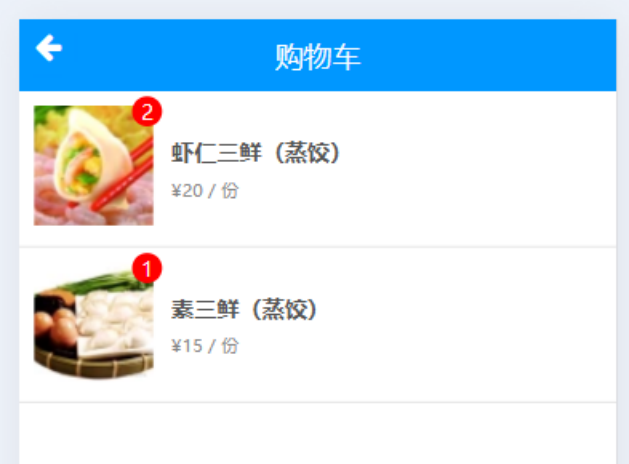 购物车
2
虾仁三鲜（蒸饺）
¥20 / 份
1
素三鲜（蒸饺）
¥15 / 份